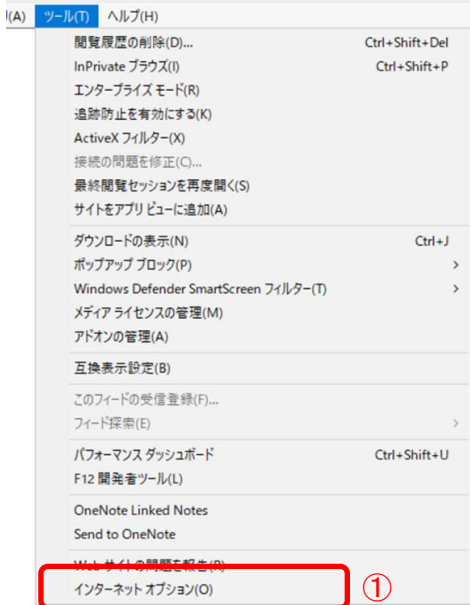 (A) ツール(T) ヘルプ(H)
閲覧履歴の削除(D)... Ctrl+Shift+Del
InPrivate ブラウズ(I) Ctrl+Shift+P
エンタープライズ モード(R)
追跡防止を有効にする(K)
ActiveX フィルター(X)
接続の問題を修正(C)...
最終閲覧セッションを再度開く(S)
サイトをアプリ ビューに追加(A)
ダウンロードの表示(N) Ctrl+J
ポップアップ ブロック(P) >
Windows Defender SmartScreen フィルター(T) >
メディア ライセンスの管理(M)
アドオンの管理(A)
互換表示設定(B)
このフィードの受信登録(F)...
フィード探索(E) >
パフォーマンス ダッシュボード Ctrl+Shift+U
F12 開発者ツール(L)
OneNote Linked Notes
Send to OneNote
Web サイトの問題を報告(R)
インターネット オプション(O) ①